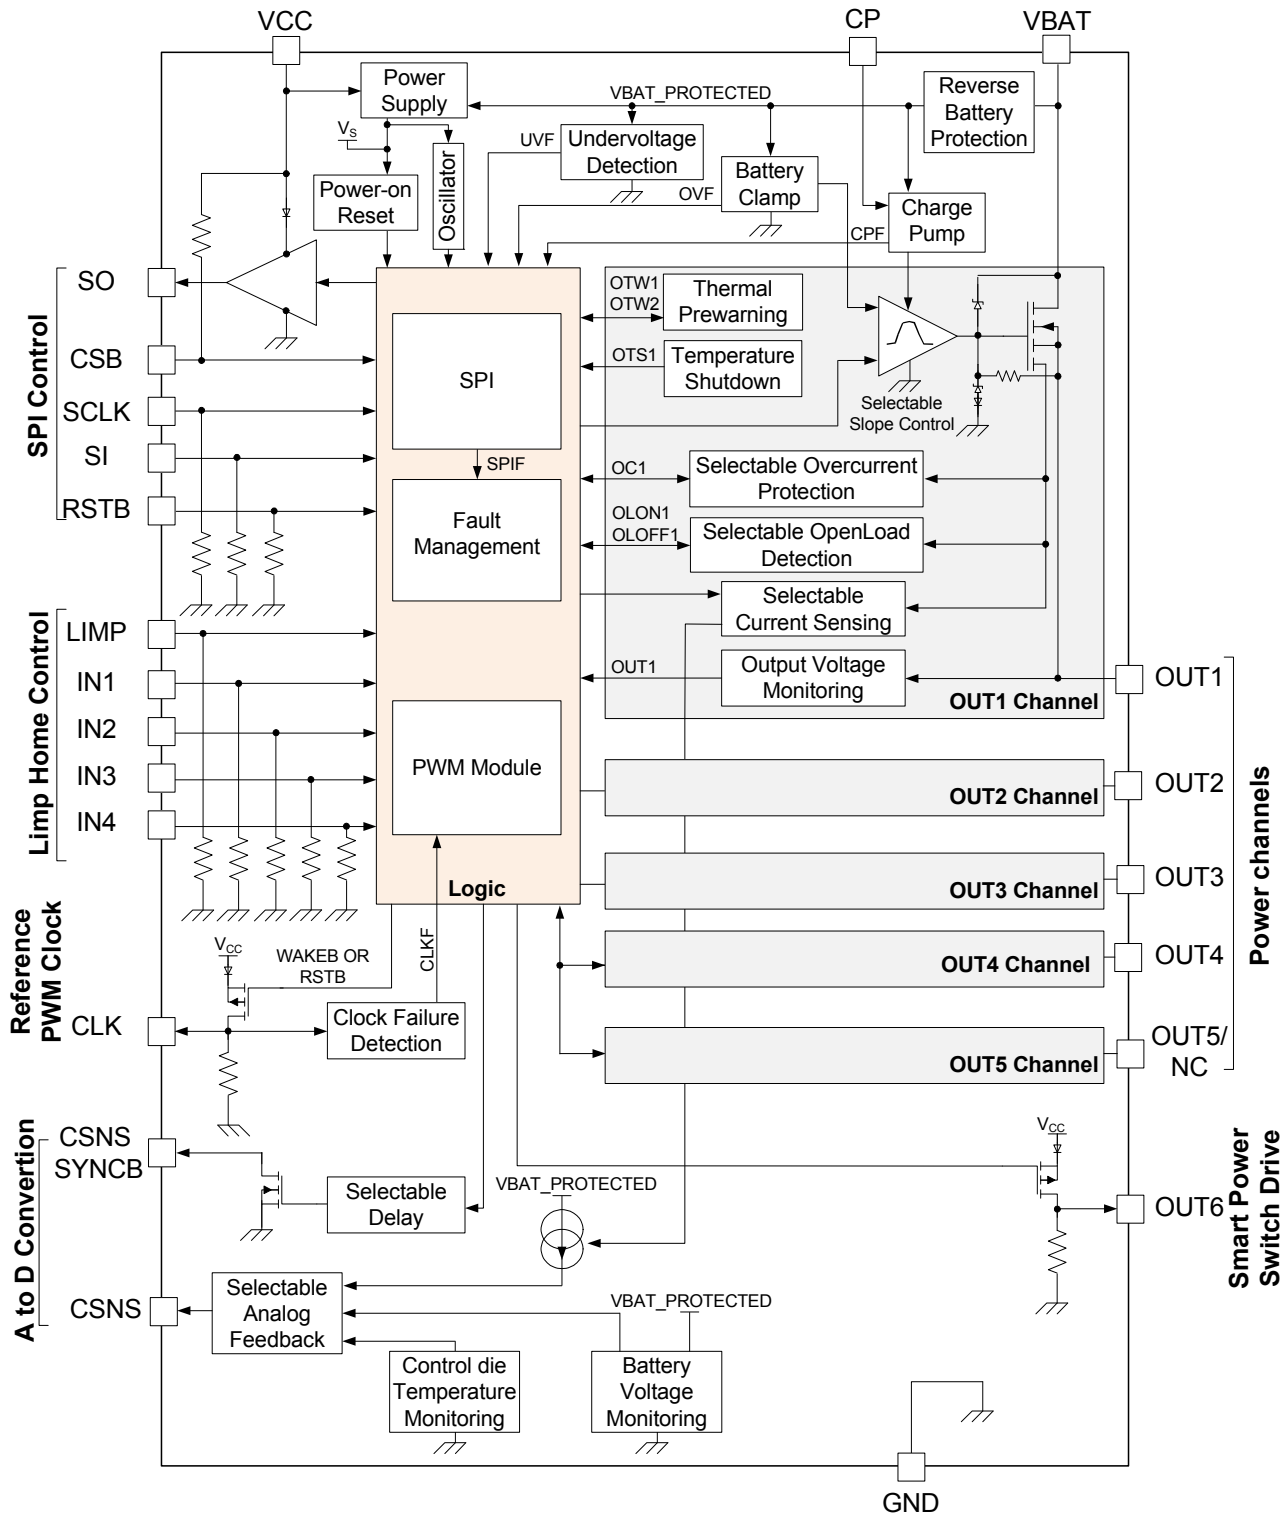 VCC
CP
VBAT
Power
Supply
VBAT_PROTECTED
Reverse
Battery
Protection
VS
UVF
Undervoltage
Detection
Oscillator
Power-on
Reset
OVF
Battery
Clamp
CPF
Charge
Pump
SPI Control
SO
CSB
SCLK
SI
RSTB
SPI
SPIF
Fault
Management
PWM Module
Logic
OTW1
OTW2
Thermal
Prewarning
OTS1
Temperature
Shutdown
Selectable
Slope Control
OC1
Selectable Overcurrent
Protection
OLON1
OLOFF1
Selectable OpenLoad
Detection
Selectable
Current Sensing
OUT1
Output Voltage
Monitoring
OUT1 Channel
Limp Home Control
LIMP
IN1
IN2
IN3
IN4
OUT2 Channel
OUT3 Channel
OUT4 Channel
OUT5 Channel
Power channels
OUT1
OUT2
OUT3
OUT4
OUT5/
NC
Reference
PWM Clock
CLK
VCC
WAKEB OR
RSTB
CLKF
Clock Failure
Detection
A to D Convertion
CSNS
SYNCB
Selectable
Delay
VBAT_PROTECTED
VCC
OUT6
Smart Power
Switch Drive
CSNS
Selectable
Analog
Feedback
VBAT_PROTECTED
Control die
Temperature
Monitoring
Battery
Voltage
Monitoring
GND